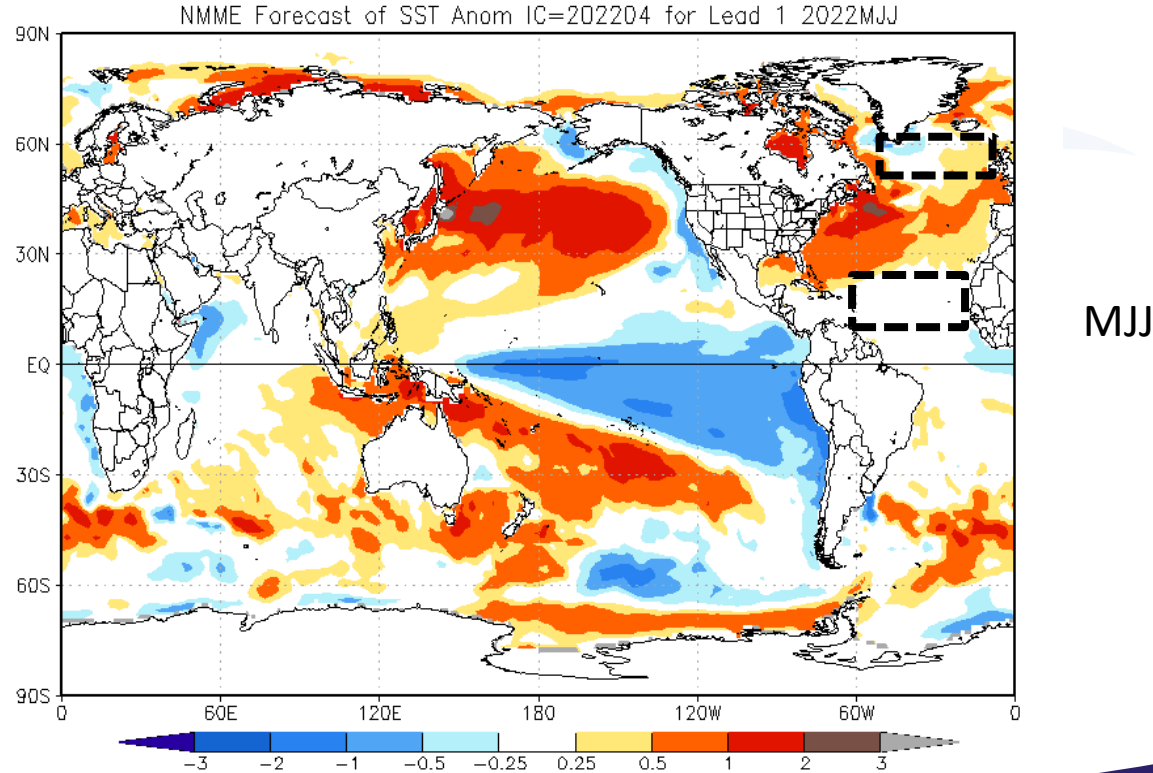 NMME Forecast of SST Anom IC=202204 for Lead 1 2022MJJ
90N
60N
30N
EQ
30S
60S
90S
MJJ
0 60E 120E 180 120W 60W 0
-3 -2 -1 -0.5 -0.25 0.25 0.5 1 2 3